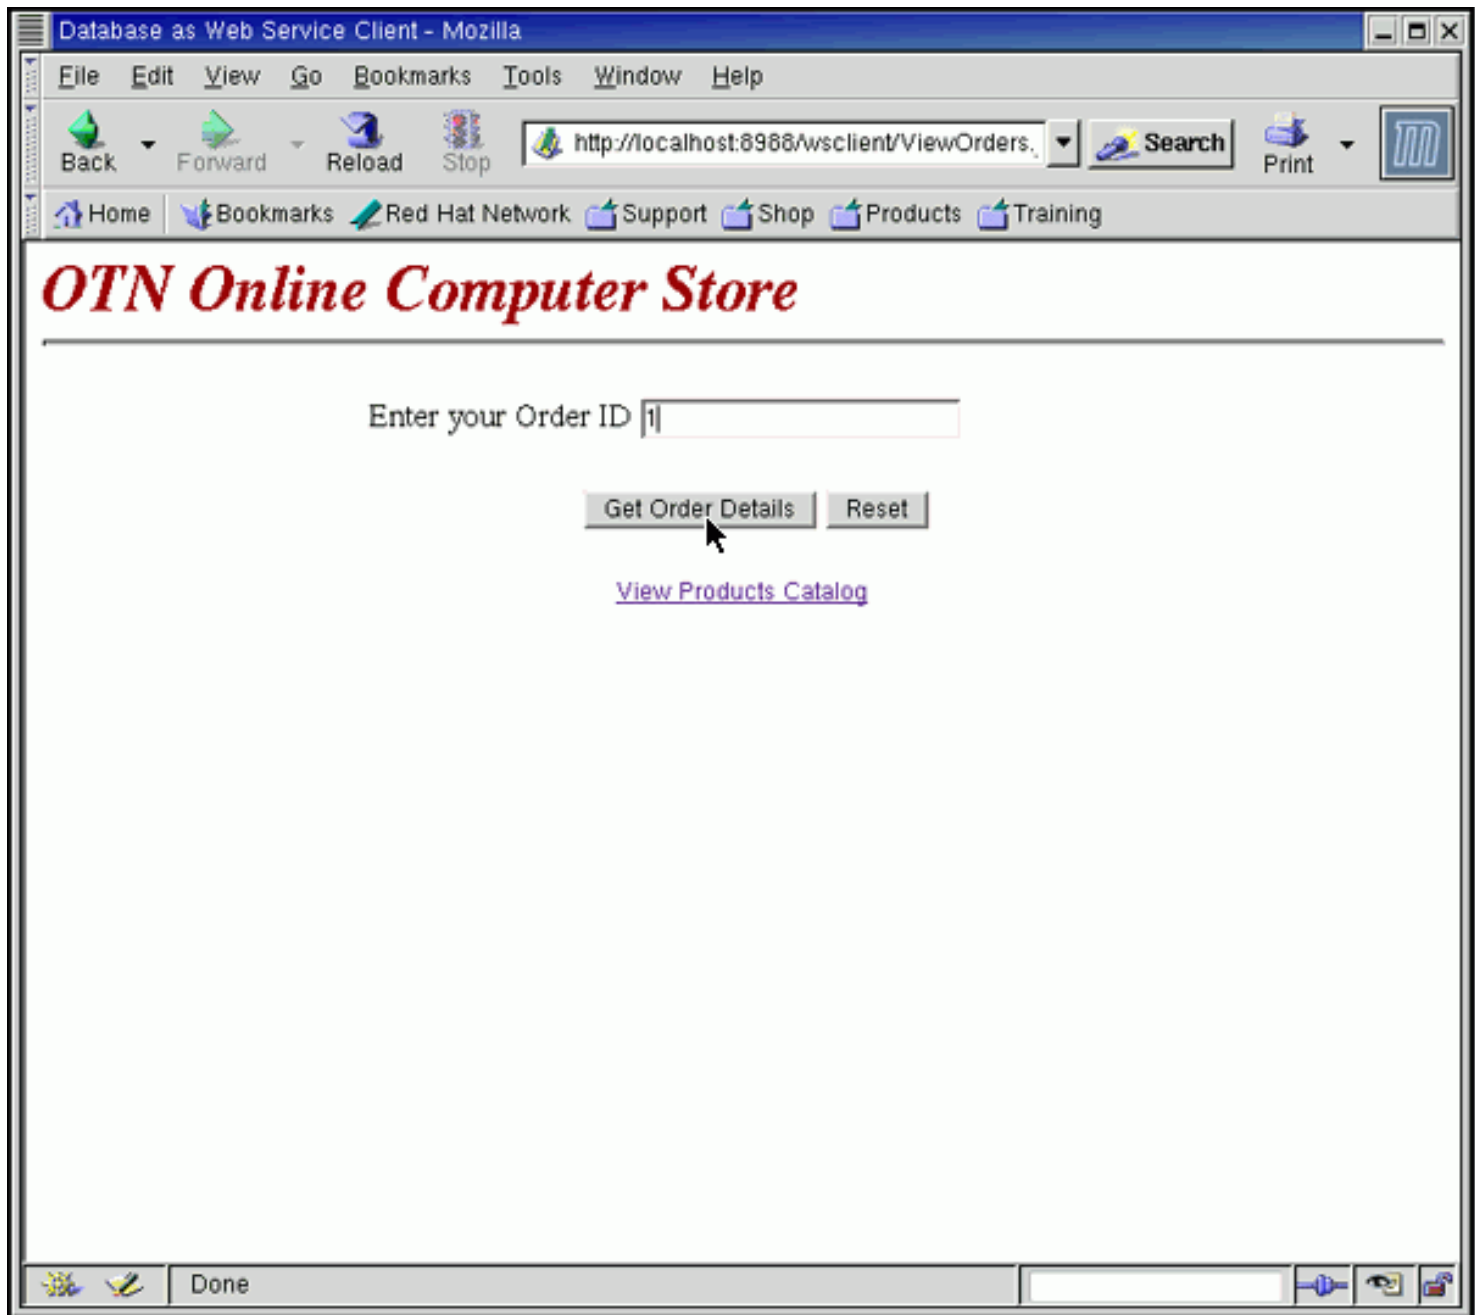 Database as Web Service Client - Mozilla
File Edit View Go Bookmarks Tools Window Help
Back Forward Reload Stop http://localhost:8988/wsclient/ViewOrders. Search Print
Home Bookmarks Red Hat Network Support Shop Products Training
OTN Online Computer Store
Enter your Order ID 1
Get Order Details Reset
View Products Catalog
Done